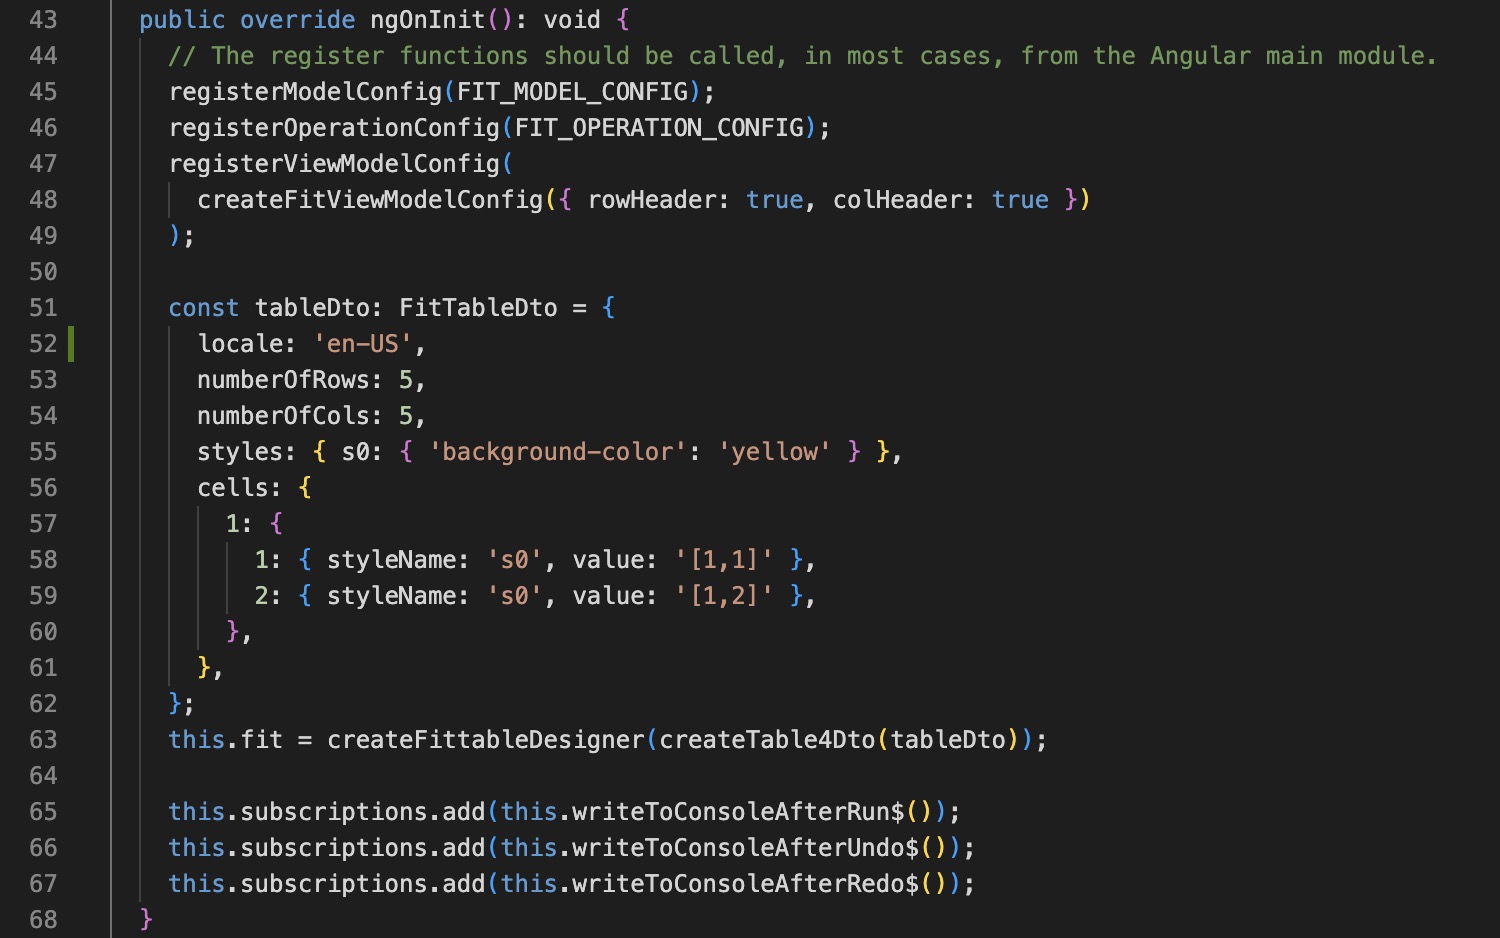 43 public override ngOnInit(): void {
44 // The register functions should be called, in most cases, from the Angular main module.
45 registerModelConfig(FIT_MODEL_CONFIG);
46 registerOperationConfig(FIT_OPERATION_CONFIG);
47 registerViewModelConfig(
48 createFitViewModelConfig({ rowHeader: true, colHeader: true })
49 );
50
51 const tableDto: FitTableDto = {
52 locale: 'en-US',
53 numberOfRows: 5,
54 numberOfCols: 5,
55 styles: { s0: { 'background-color': 'yellow' } },
56 cells: {
57 1: {
58 1: { styleName: 's0', value: '[1,1]' },
59 2: { styleName: 's0', value: '[1,2]' },
60 },
61 },
62 };
63 this.fit = createFittableDesigner(createTable4Dto(tableDto));
64
65 this.subscriptions.add(this.writeToConsoleAfterRun$());
66 this.subscriptions.add(this.writeToConsoleAfterUndo$());
67 this.subscriptions.add(this.writeToConsoleAfterRedo$());
68 }